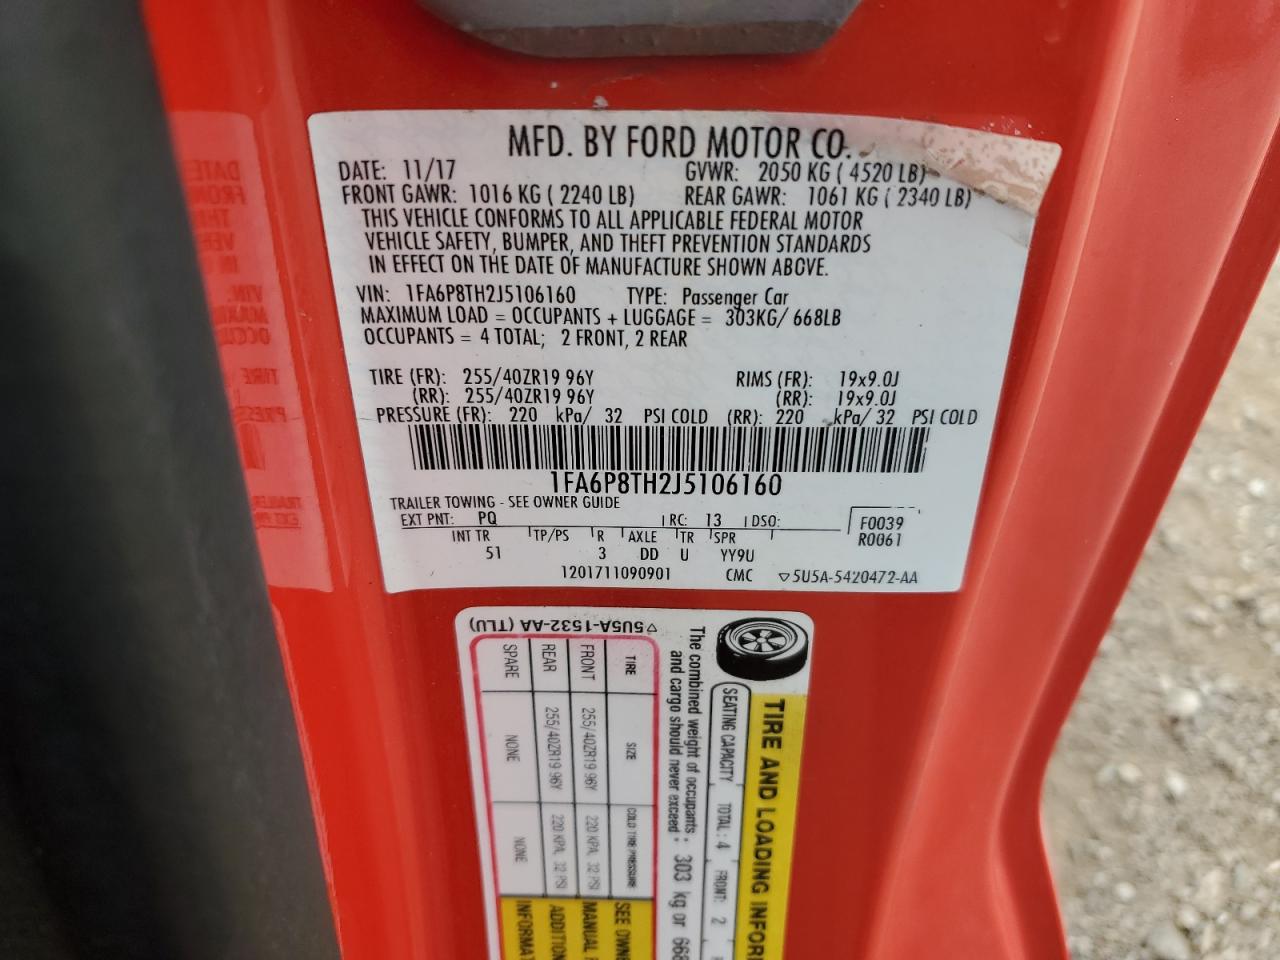 MFD. BY FORD MOTOR CO.
DATE: 11/17 GVWR: 2050 KG ( 4520 LB)
FRONT GAWR: 1016 KG ( 2240 LB) REAR GAWR: 1061 KG ( 2340 LB)
THIS VEHICLE CONFORMS TO ALL APPLICABLE FEDERAL MOTOR
VEHICLE SAFETY, BUMPER, AND THEFT PREVENTION STANDARDS
IN EFFECT ON THE DATE OF MANUFACTURE SHOWN ABOVE.
VIN: 1FA6P8TH2J5106160 TYPE: Passenger Car
MAXIMUM LOAD = OCCUPANTS + LUGGAGE = 303KG/ 668LB
OCCUPANTS = 4 TOTAL; 2 FRONT, 2 REAR
TIRE (FR): 255/40ZR19 96Y RIMS (FR): 19x9.0J
(RR): 255/40ZR19 96Y (RR): 19x9.0J
PRESSURE (FR): 220 kPa/ 32 PSI COLD (RR): 220 kPa/ 32 PSI COLD
1FA6P8TH2J5106160
TRAILER TOWING - SEE OWNER GUIDE
EXT PNT: PQ RC: 13 DSO: F0039
R0061
INT TR TP/PS R AXLE TR SPR
51 3 DD U YY9U
1201711090901 CMC 5U5A-5420472-AA
TIRE AND LOADING INFOR
SEATING CAPACITY TOTAL: 4 FRONT: 2
The combined weight of occupants
and cargo should never exceed: 303 kg or 668
TIRE SIZE COLD TIRE PRESSURE SEE OWNE
FRONT 255/40ZR19 96Y 220 KPA, 32 PSI MANUAL F
REAR 255/40ZR19 96Y 220 KPA, 32 PSI ADDITION
SPARE NONE NONE INFORMAT
5U5A-1532-AA (TLU)